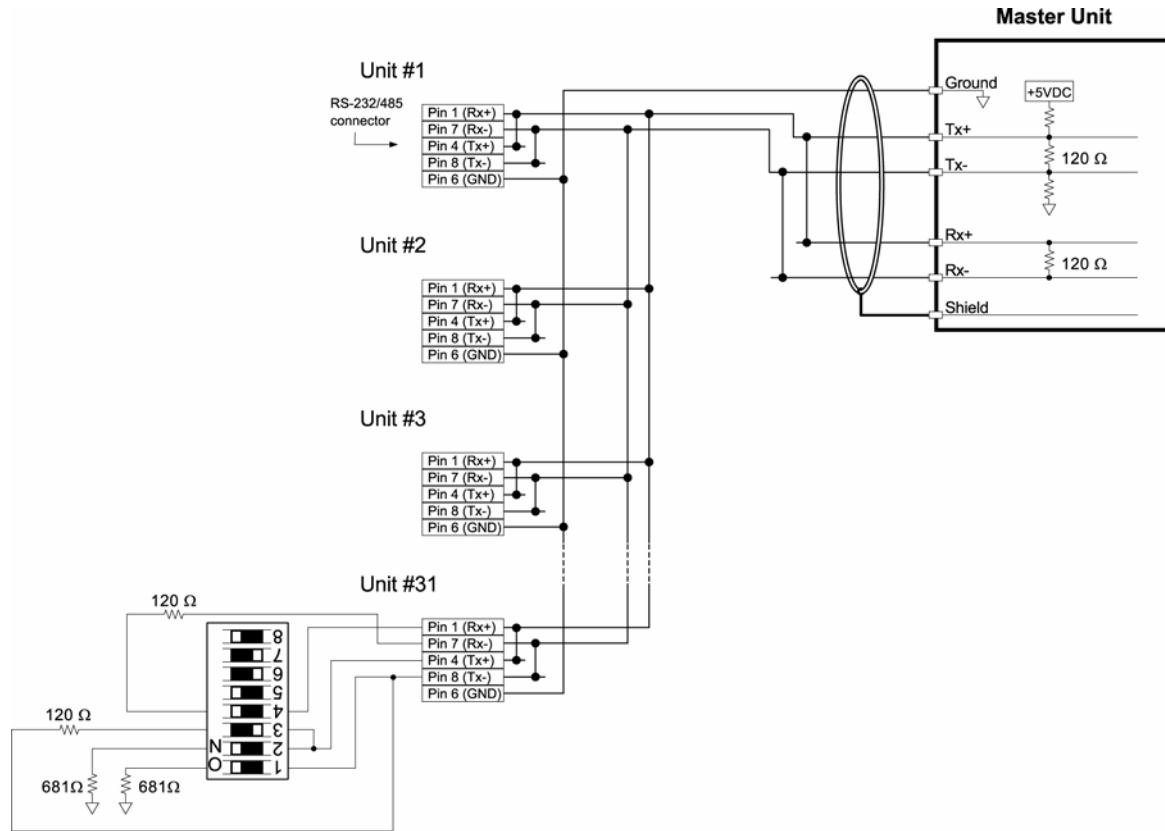 Master Unit
Unit #1
RS-232/485
connector
Pin 1 (Rx+)
Pin 7 (Rx-)
Pin 4 (Tx+)
Pin 8 (Tx-)
Pin 6 (GND)
Ground
+5VDC
Tx+
120 Ω
Tx-
Rx+
120 Ω
Rx-
Shield
Unit #2
Pin 1 (Rx+)
Pin 7 (Rx-)
Pin 4 (Tx+)
Pin 8 (Tx-)
Pin 6 (GND)
Unit #3
Pin 1 (Rx+)
Pin 7 (Rx-)
Pin 4 (Tx+)
Pin 8 (Tx-)
Pin 6 (GND)
Unit #31
Pin 1 (Rx+)
Pin 7 (Rx-)
Pin 4 (Tx+)
Pin 8 (Tx-)
Pin 6 (GND)
120 Ω
8
7
6
5
4
3
2
1
ON
120 Ω
681Ω
681Ω